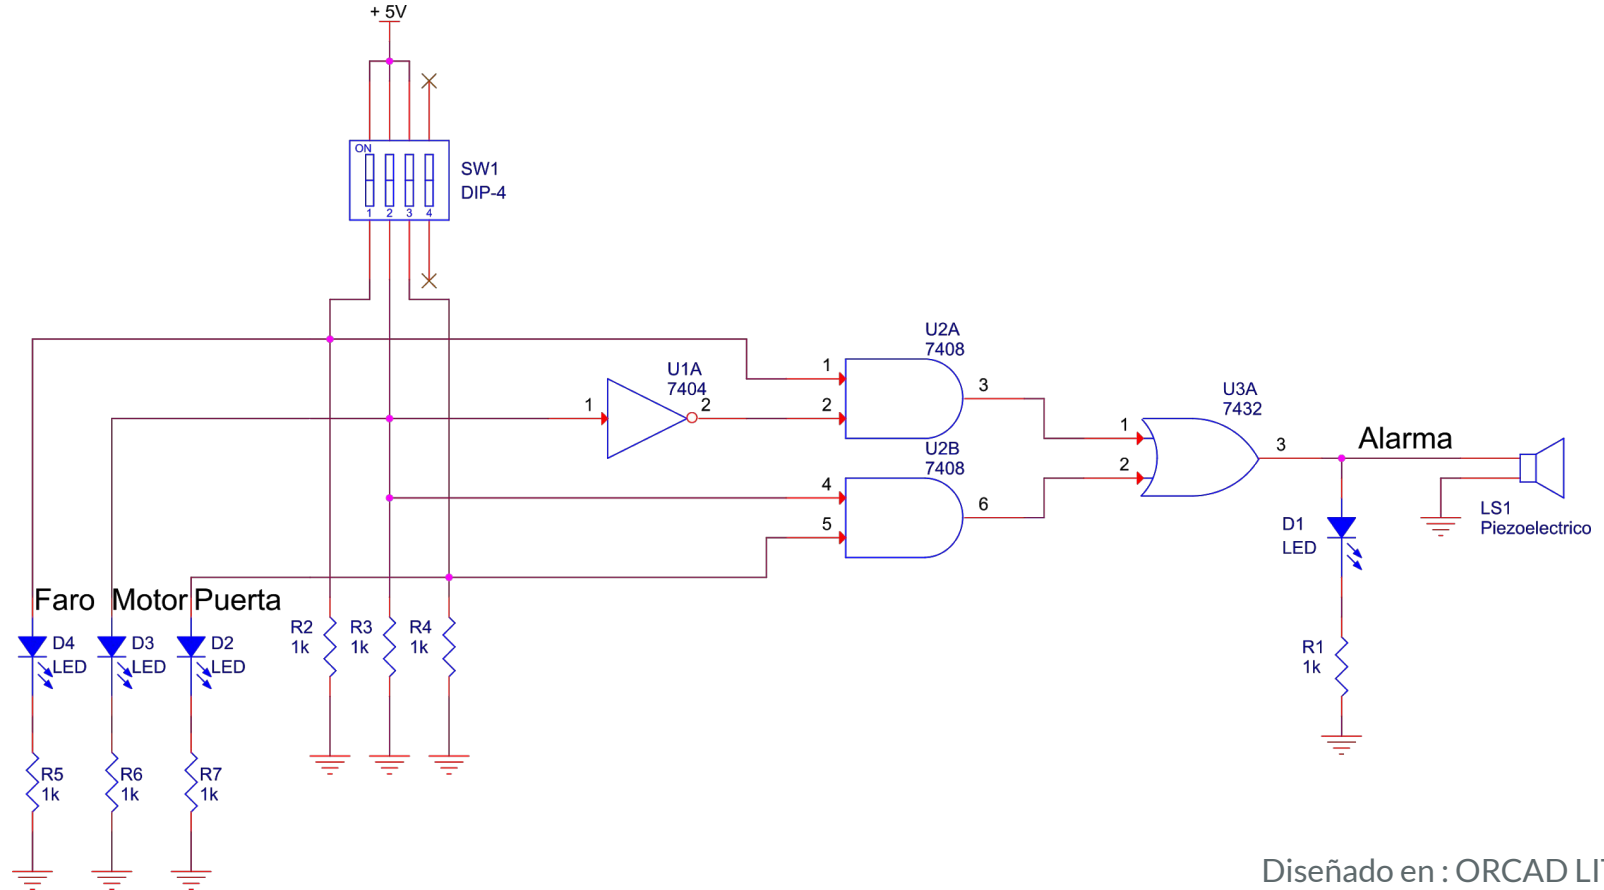 + 5V
ON
1 2 3 4
SW1
DIP-4
U2A
7408
1
2
3
U1A
7404
1
2
U2B
7408
4
5
6
U3A
7432
1
2
3
Alarma
LS1
Piezoelectrico
D1
LED
R1
1k
Faro Motor Puerta
D4
LED
D3
LED
D2
LED
R2
1k
R3
1k
R4
1k
R5
1k
R6
1k
R7
1k
Diseñado en : ORCAD LI